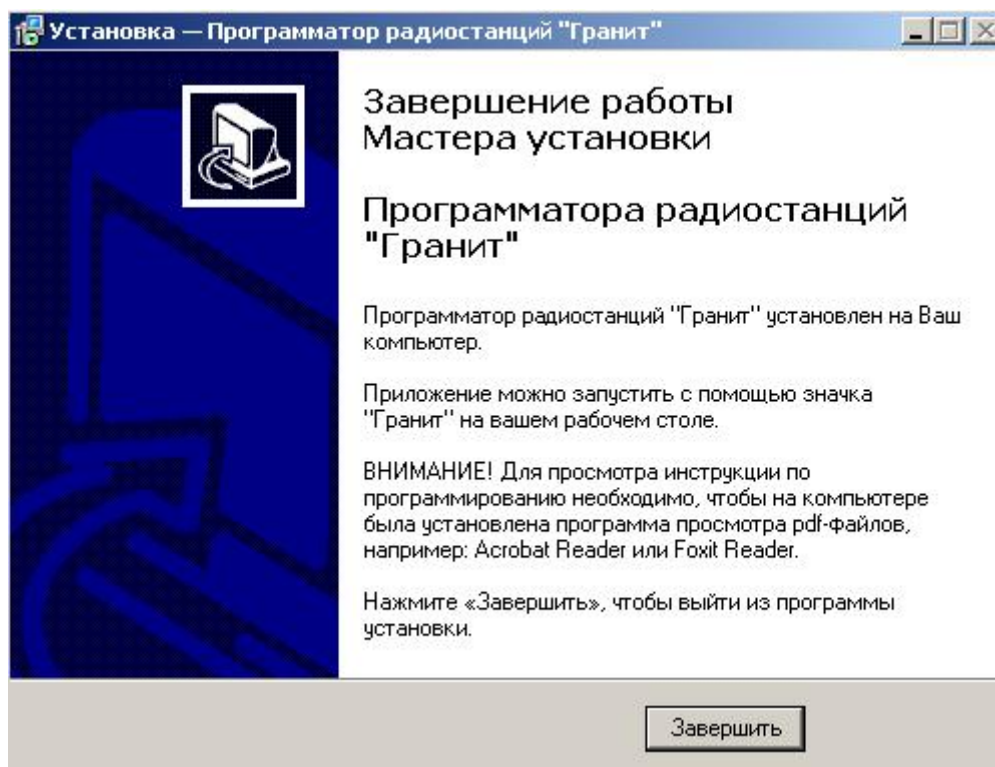 Установка — Программатор радиостанций "Гранит"
Завершение работы
Мастера установки
Программатора радиостанций
"Гранит"
Программатор радиостанций "Гранит" установлен на Ваш
компьютер.
Приложение можно запустить с помощью значка
"Гранит" на вашем рабочем столе.
ВНИМАНИЕ! Для просмотра инструкции по
программированию необходимо, чтобы на компьютере
была установлена программа просмотра pdf-файлов,
например: Acrobat Reader или Foxit Reader.
Нажмите «Завершить», чтобы выйти из программы
установки.
Завершить